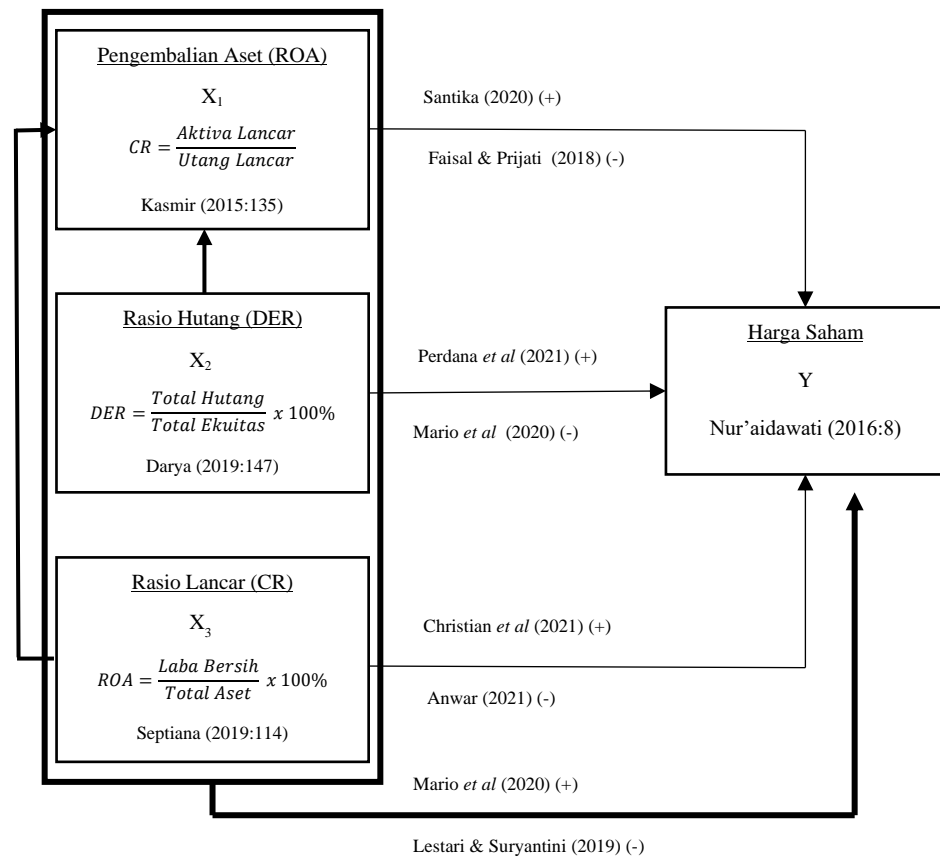 Pengembalian Aset (ROA)
X1
CR = Aktiva Lancar / Utang Lancar
Kasmir (2015:135)
Rasio Hutang (DER)
X2
DER = Total Hutang / Total Ekuitas x 100%
Darya (2019:147)
Rasio Lancar (CR)
X3
ROA = Laba Bersih / Total Aset x 100%
Septiana (2019:114)
Santika (2020) (+)
Faisal & Prijati (2018) (-)
Perdana et al (2021) (+)
Mario et al (2020) (-)
Christian et al (2021) (+)
Anwar (2021) (-)
Mario et al (2020) (+)
Lestari & Suryantini (2019) (-)
Harga Saham
Y
Nur’aidawati (2016:8)